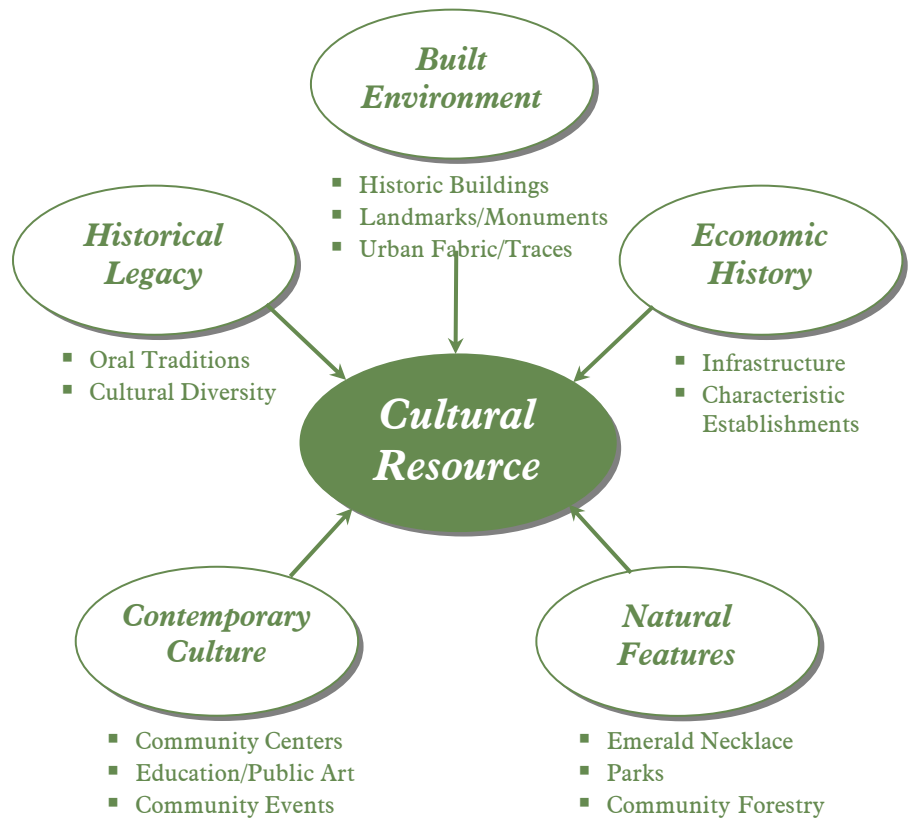 Built
Environment
▪ Historic Buildings
▪ Landmarks/Monuments
▪ Urban Fabric/Traces
Historical
Legacy
▪ Oral Traditions
▪ Cultural Diversity
Economic
History
▪ Infrastructure
▪ Characteristic
Establishments
Cultural
Resource
Contemporary
Culture
▪ Community Centers
▪ Education/Public Art
▪ Community Events
Natural
Features
▪ Emerald Necklace
▪ Parks
▪ Community Forestry